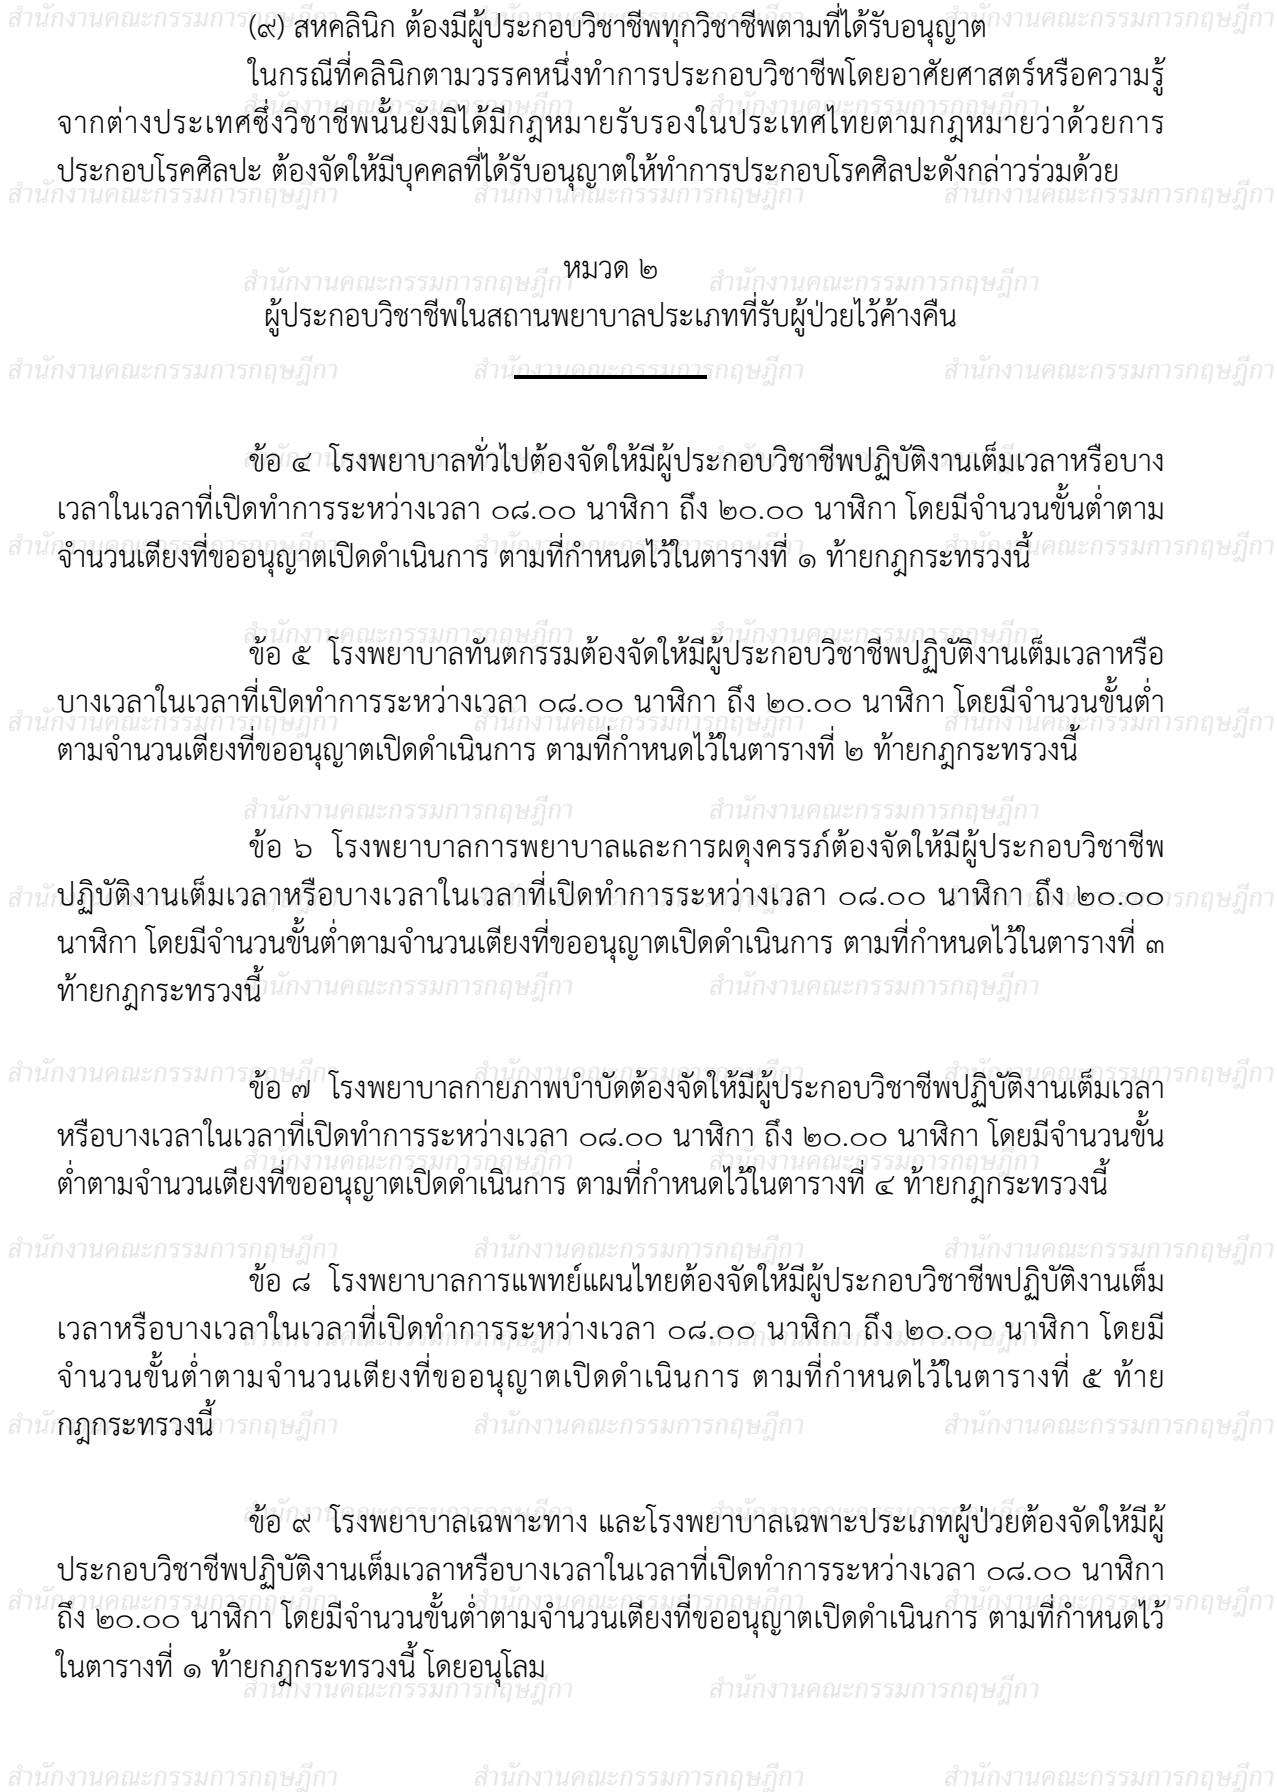 (๙) สหคลินิก ต้องมีผู้ประกอบวิชาชีพทุกวิชาชีพตามที่ได้รับอนุญาต
ในกรณีที่คลินิกตามวรรคหนึ่งทำการประกอบวิชาชีพโดยอาศัยศาสตร์หรือความรู้
จากต่างประเทศซึ่งวิชาชีพนั้นยังมิได้มีกฎหมายรับรองในประเทศไทยตามกฎหมายว่าด้วยการ
ประกอบโรคศิลปะ ต้องจัดให้มีบุคคลที่ได้รับอนุญาตให้ทำการประกอบโรคศิลปะดังกล่าวร่วมด้วย
หมวด ๒
ผู้ประกอบวิชาชีพในสถานพยาบาลประเภทที่รับผู้ป่วยไว้ค้างคืน
ข้อ ๔ โรงพยาบาลทั่วไปต้องจัดให้มีผู้ประกอบวิชาชีพปฏิบัติงานเต็มเวลาหรือบาง
เวลาในเวลาที่เปิดทำการระหว่างเวลา ๐๘.๐๐ นาฬิกา ถึง ๒๐.๐๐ นาฬิกา โดยมีจำนวนขั้นต่ำตาม
จำนวนเตียงที่ขออนุญาตเปิดดำเนินการ ตามที่กำหนดไว้ในตารางที่ ๑ ท้ายกฎกระทรวงนี้
ข้อ ๕ โรงพยาบาลทันตกรรมต้องจัดให้มีผู้ประกอบวิชาชีพปฏิบัติงานเต็มเวลาหรือ
บางเวลาในเวลาที่เปิดทำการระหว่างเวลา ๐๘.๐๐ นาฬิกา ถึง ๒๐.๐๐ นาฬิกา โดยมีจำนวนขั้นต่ำ
ตามจำนวนเตียงที่ขออนุญาตเปิดดำเนินการ ตามที่กำหนดไว้ในตารางที่ ๒ ท้ายกฎกระทรวงนี้
ข้อ ๖ โรงพยาบาลการพยาบาลและการผดุงครรภ์ต้องจัดให้มีผู้ประกอบวิชาชีพ
ปฏิบัติงานเต็มเวลาหรือบางเวลาในเวลาที่เปิดทำการระหว่างเวลา ๐๘.๐๐ นาฬิกา ถึง ๒๐.๐๐
นาฬิกา โดยมีจำนวนขั้นต่ำตามจำนวนเตียงที่ขออนุญาตเปิดดำเนินการ ตามที่กำหนดไว้ในตารางที่ ๓
ท้ายกฎกระทรวงนี้
ข้อ ๗ โรงพยาบาลกายภาพบำบัดต้องจัดให้มีผู้ประกอบวิชาชีพปฏิบัติงานเต็มเวลา
หรือบางเวลาในเวลาที่เปิดทำการระหว่างเวลา ๐๘.๐๐ นาฬิกา ถึง ๒๐.๐๐ นาฬิกา โดยมีจำนวนขั้น
ต่ำตามจำนวนเตียงที่ขออนุญาตเปิดดำเนินการ ตามที่กำหนดไว้ในตารางที่ ๔ ท้ายกฎกระทรวงนี้
ข้อ ๘ โรงพยาบาลการแพทย์แผนไทยต้องจัดให้มีผู้ประกอบวิชาชีพปฏิบัติงานเต็ม
เวลาหรือบางเวลาในเวลาที่เปิดทำการระหว่างเวลา ๐๘.๐๐ นาฬิกา ถึง ๒๐.๐๐ นาฬิกา โดยมี
จำนวนขั้นต่ำตามจำนวนเตียงที่ขออนุญาตเปิดดำเนินการ ตามที่กำหนดไว้ในตารางที่ ๕ ท้าย
กฎกระทรวงนี้
ข้อ ๙ โรงพยาบาลเฉพาะทาง และโรงพยาบาลเฉพาะประเภทผู้ป่วยต้องจัดให้มีผู้
ประกอบวิชาชีพปฏิบัติงานเต็มเวลาหรือบางเวลาในเวลาที่เปิดทำการระหว่างเวลา ๐๘.๐๐ นาฬิกา
ถึง ๒๐.๐๐ นาฬิกา โดยมีจำนวนขั้นต่ำตามจำนวนเตียงที่ขออนุญาตเปิดดำเนินการ ตามที่กำหนดไว้
ในตารางที่ ๑ ท้ายกฎกระทรวงนี้ โดยอนุโลม
สำนักงานคณะกรรมการกฤษฎีกา สำนักงานคณะกรรมการกฤษฎีกา สำนักงานคณะกรรมการกฤษฎีกา